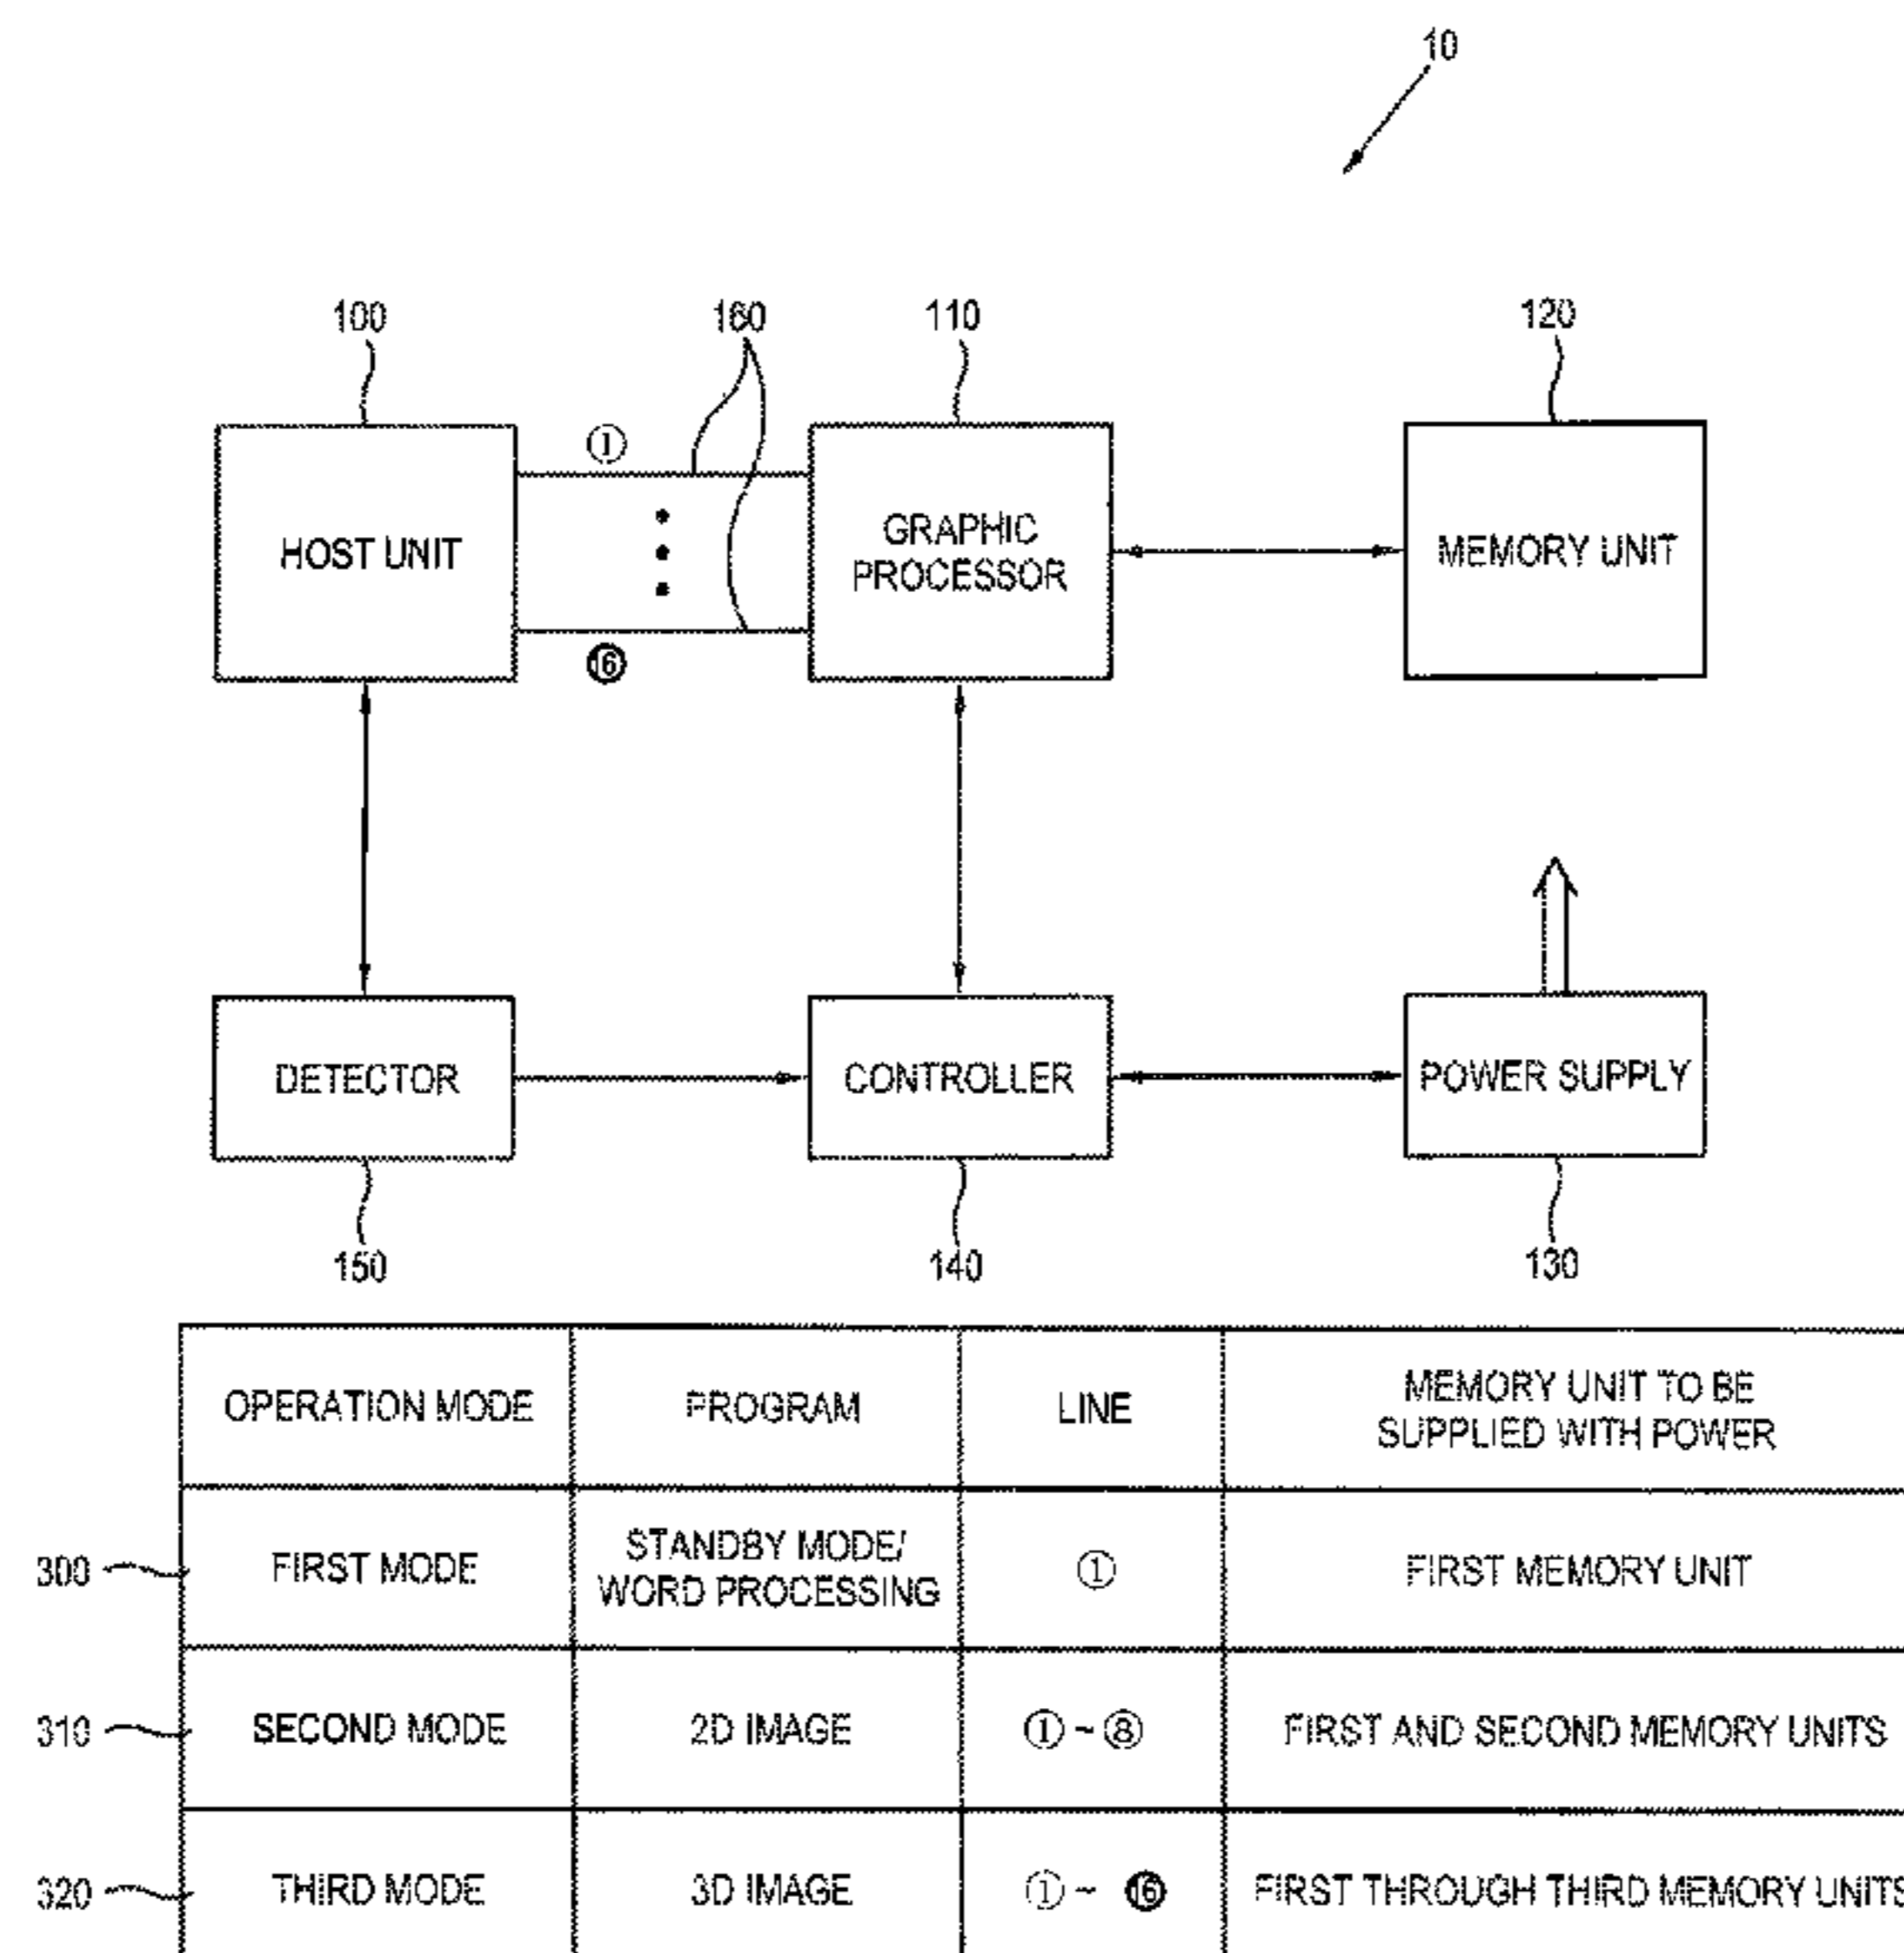 10
100
160
110
120
①
HOST UNIT
GRAPHIC
PROCESSOR
MEMORY UNIT
⑯
DETECTOR
CONTROLLER
POWER SUPPLY
150
140
130
OPERATION MODE
PROGRAM
LINE
MEMORY UNIT TO BE
SUPPLIED WITH POWER
300
FIRST MODE
STANDBY MODE/
WORD PROCESSING
①
FIRST MEMORY UNIT
310
SECOND MODE
2D IMAGE
① ~ ⑧
FIRST AND SECOND MEMORY UNITS
320
THIRD MODE
3D IMAGE
① ~ ⑯
FIRST THROUGH THIRD MEMORY UNITS